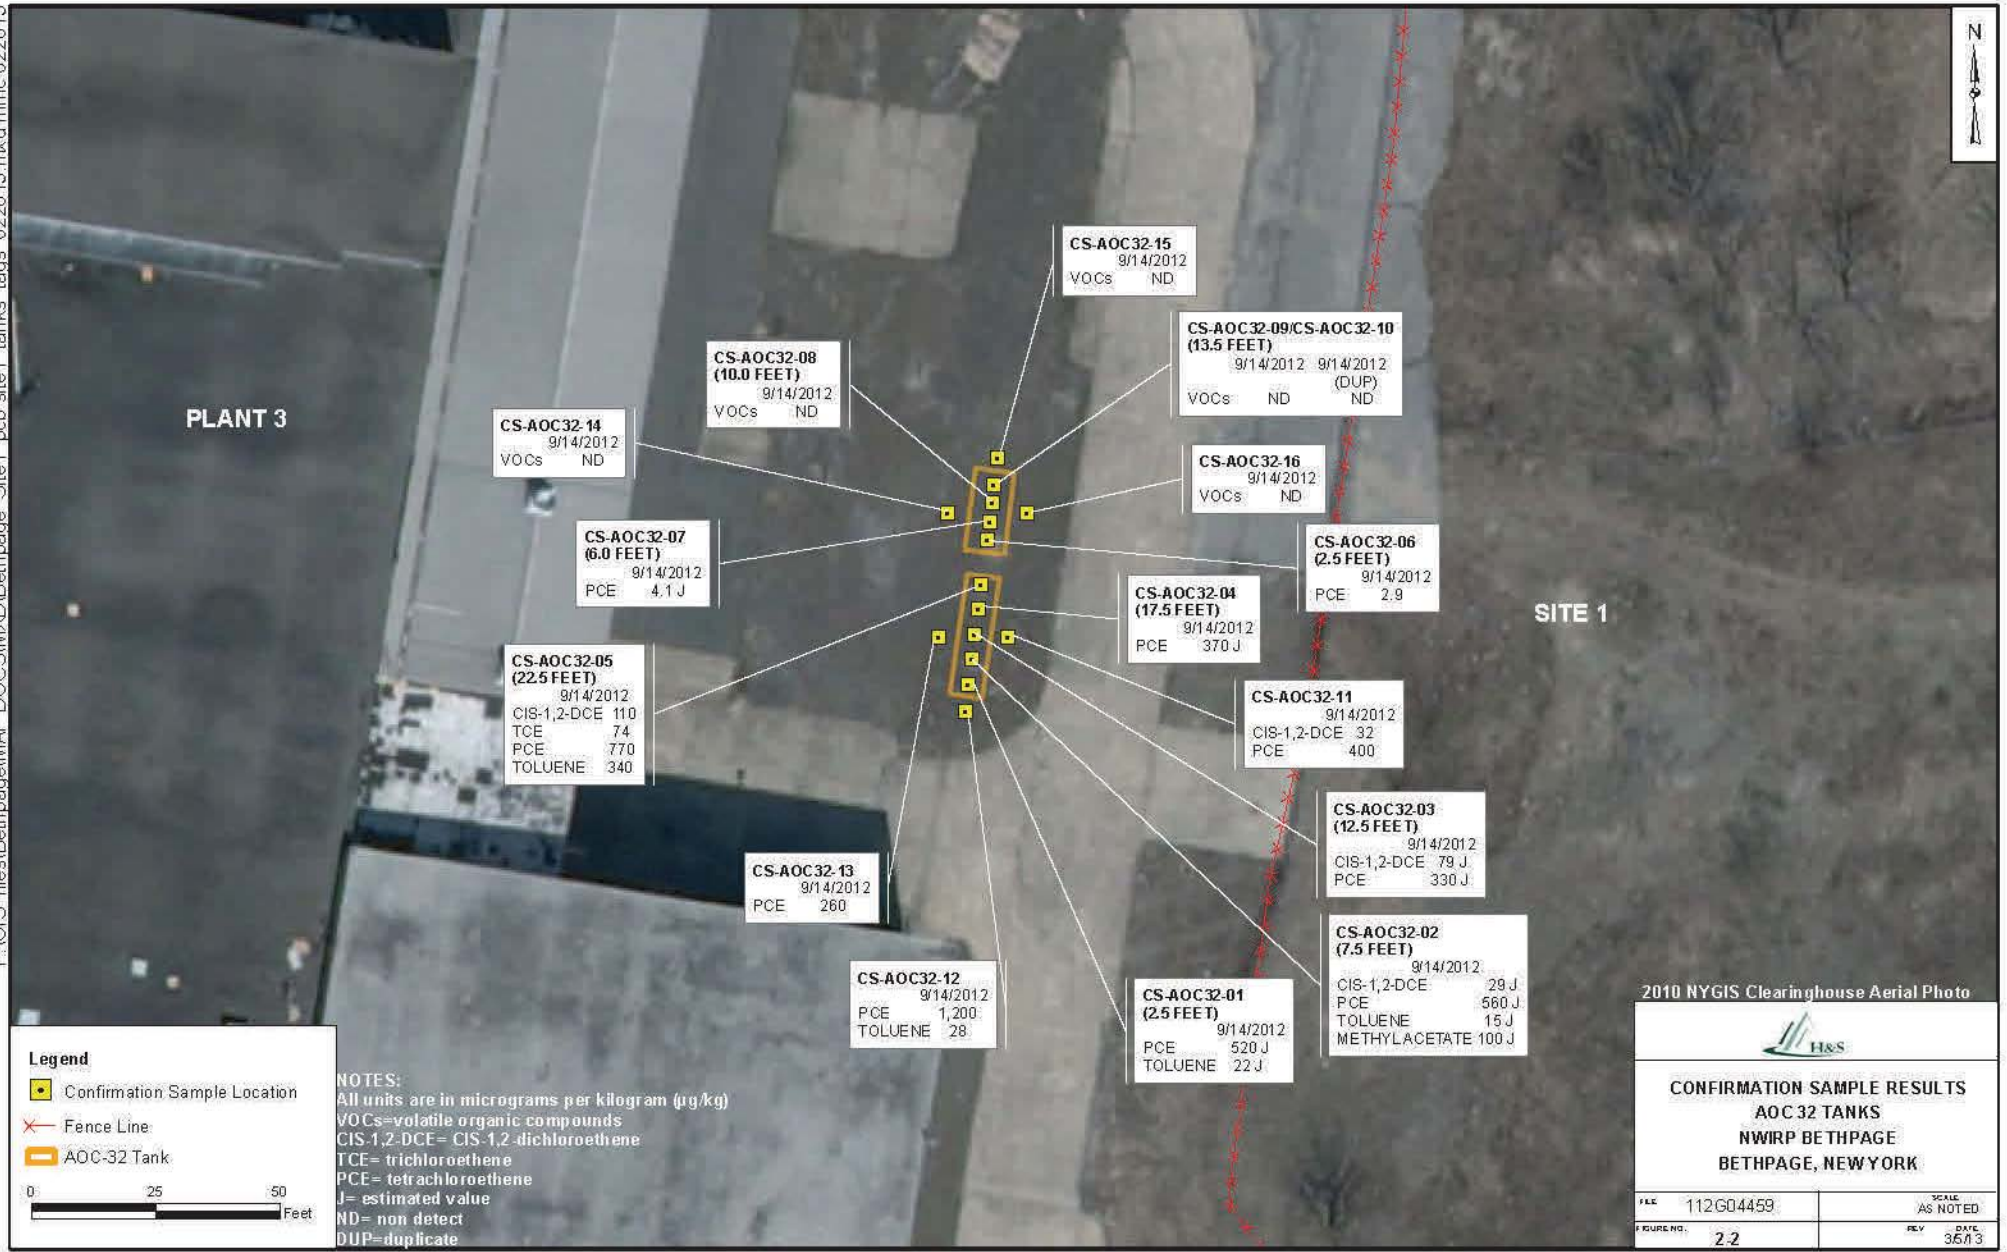 N
PLANT 3
SITE 1
CS-AOC32-15
9/14/2012
VOCs ND
CS-AOC32-09/CS-AOC32-10
(13.5 FEET)
9/14/2012 9/14/2012
(DUP)
VOCs ND ND
CS-AOC32-08
(10.0 FEET)
9/14/2012
VOCs ND
CS-AOC32-14
9/14/2012
VOCs ND
CS-AOC32-16
9/14/2012
VOCs ND
CS-AOC32-07
(6.0 FEET)
9/14/2012
PCE 4.1 J
CS-AOC32-06
(2.5 FEET)
9/14/2012
PCE 2.9
CS-AOC32-04
(17.5 FEET)
9/14/2012
PCE 370 J
CS-AOC32-05
(22.5 FEET)
9/14/2012
CIS-1,2-DCE 110
TCE 74
PCE 770
TOLUENE 340
CS-AOC32-11
9/14/2012
CIS-1,2-DCE 32
PCE 400
CS-AOC32-03
(12.5 FEET)
9/14/2012
CIS-1,2-DCE 79 J
PCE 330 J
CS-AOC32-13
9/14/2012
PCE 260
CS-AOC32-02
(7.5 FEET)
9/14/2012
CIS-1,2-DCE 29 J
PCE 560 J
TOLUENE 15 J
METHYLACETATE 100 J
CS-AOC32-12
9/14/2012
PCE 1,200
TOLUENE 28
CS-AOC32-01
(2.5 FEET)
9/14/2012
PCE 520 J
TOLUENE 22 J
Legend
Confirmation Sample Location
Fence Line
AOC-32 Tank
0 25 50
Feet
NOTES:
All units are in micrograms per kilogram (µg/kg)
VOCs=volatile organic compounds
CIS-1,2-DCE= CIS-1,2-dichloroethene
TCE= trichloroethene
PCE= tetrachloroethene
J= estimated value
ND= non detect
DUP=duplicate
2010 NYGIS Clearinghouse Aerial Photo
H&S
CONFIRMATION SAMPLE RESULTS
AOC 32 TANKS
NWIRP BETHPAGE
BETHPAGE, NEW YORK
FILE 112G04459
SCALE
AS NOTED
FIGURE NO. 2-2
REV DATE
3/5/13